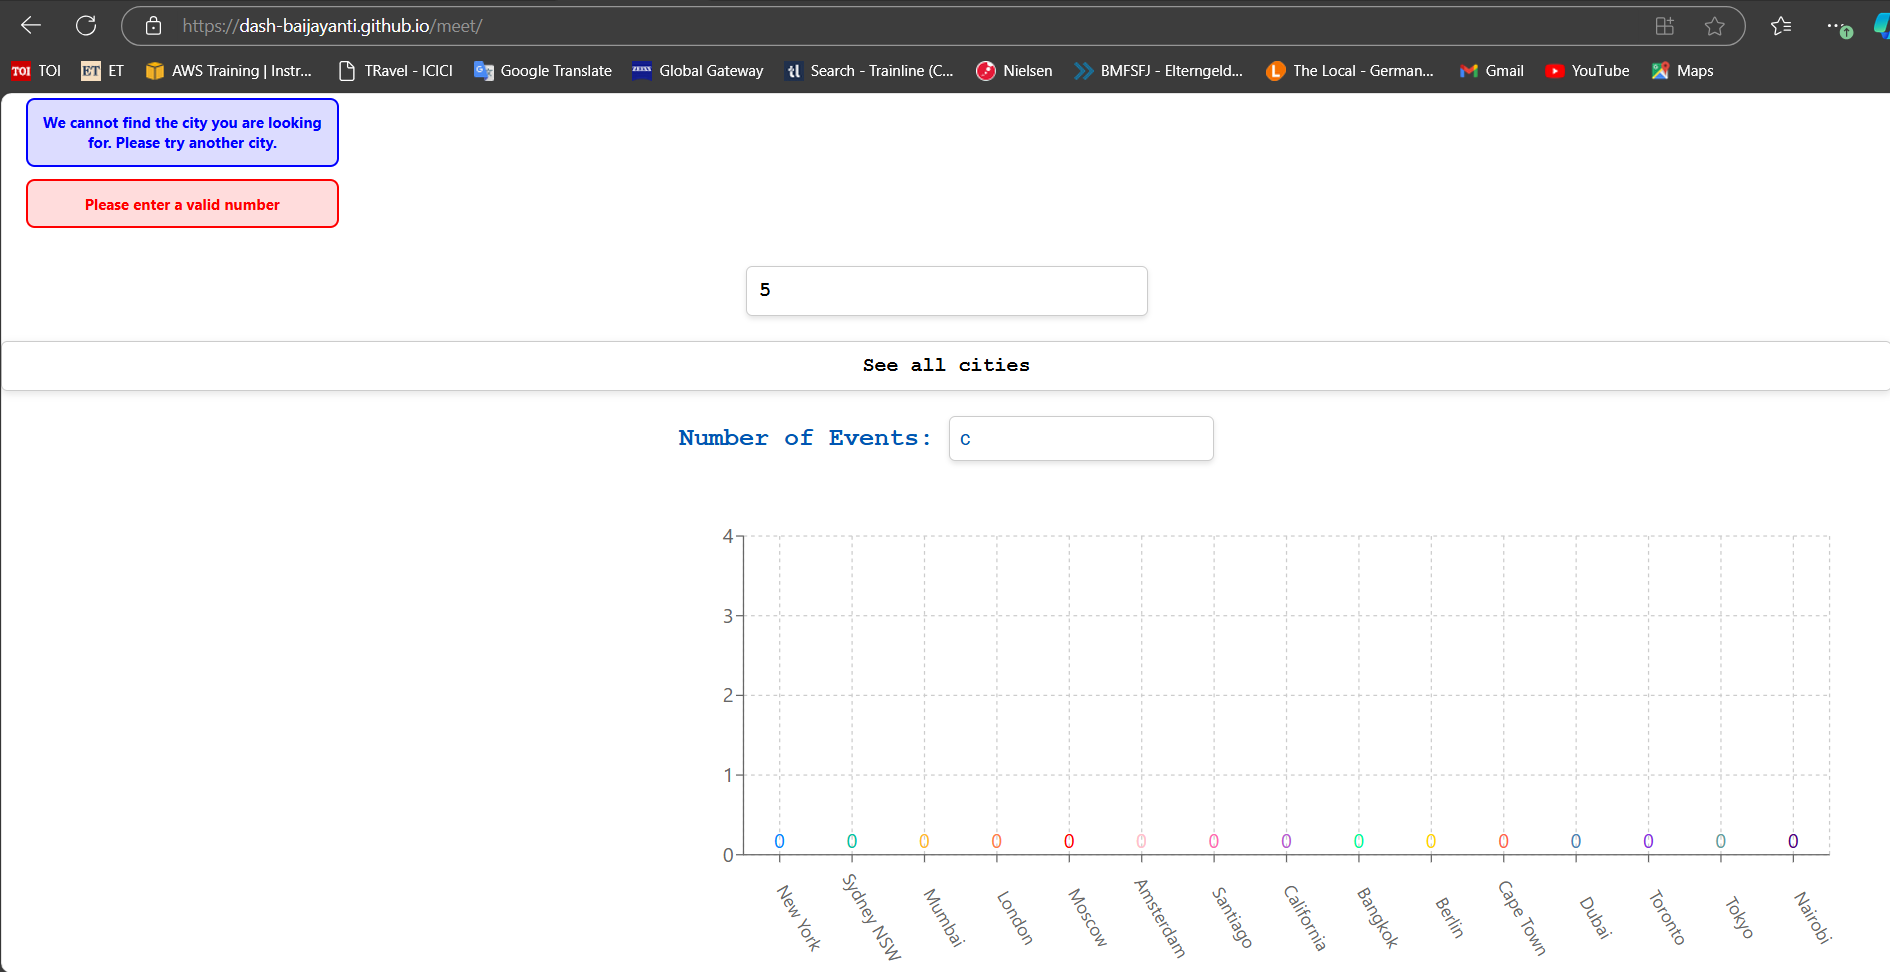 https://dash-baijayanti.github.io/meet/
TOI TOI ET ET AWS Training | Instr... TRavel - ICICI Google Translate ZEISS Global Gateway tl Search - Trainline (C... Nielsen BMFSFJ - Elterngeld... L The Local - German... Gmail YouTube Maps
We cannot find the city you are looking
for. Please try another city.
Please enter a valid number
5
See all cities
Number of Events: c
4
3
2
1
0
0 0 0 0 0 0 0 0 0 0 0 0 0 0 0
New York Sydney NSW Mumbai London Moscow Amsterdam Santiago California Bangkok Berlin Cape Town Dubai Toronto Tokyo Nairobi